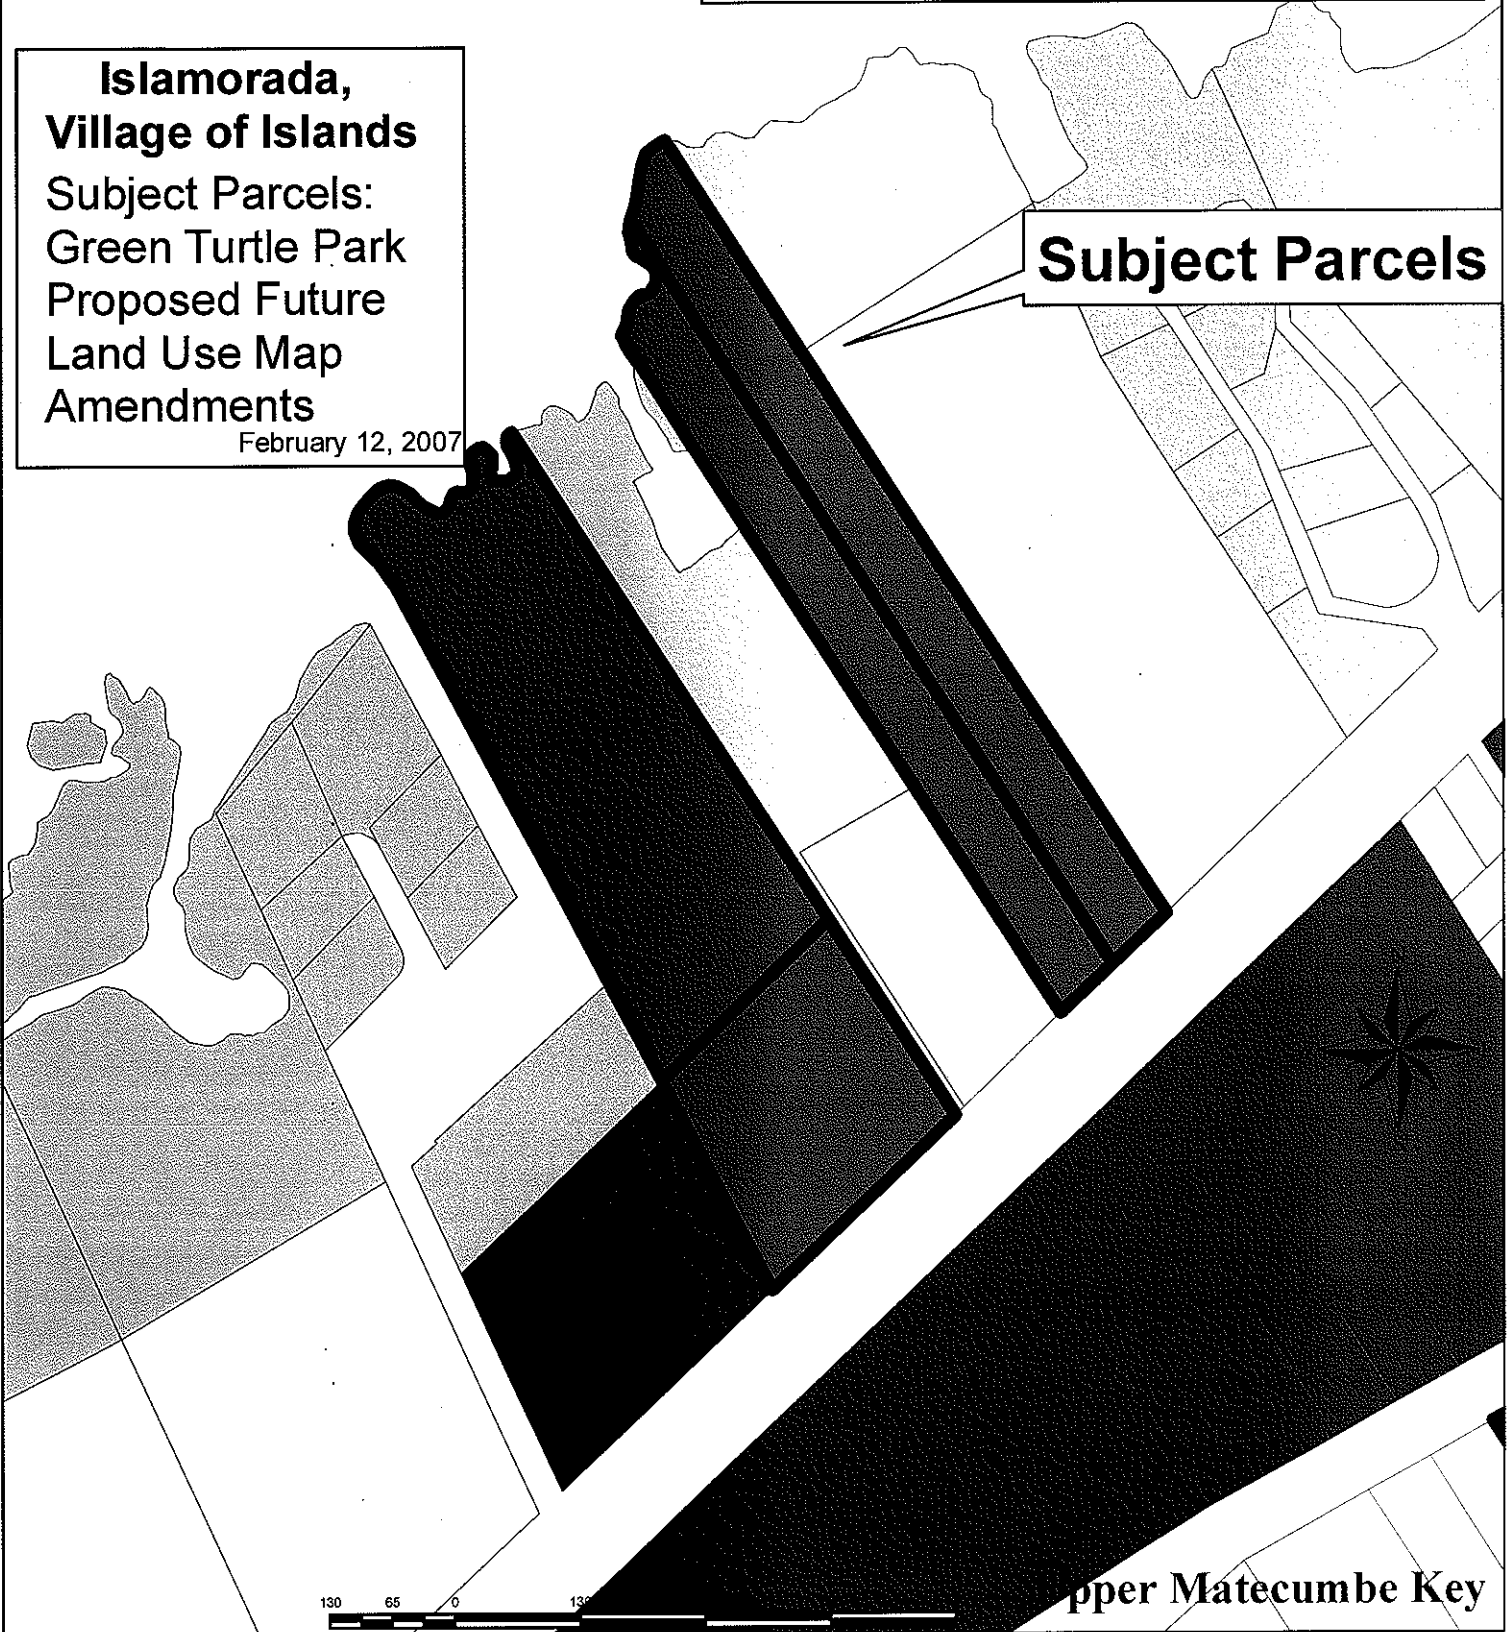 Islamorada,
Village of Islands
Subject Parcels:
Green Turtle Park
Proposed Future
Land Use Map
Amendments
February 12, 2007
Subject Parcels
130 65 0 130
pper Matecumbe Key